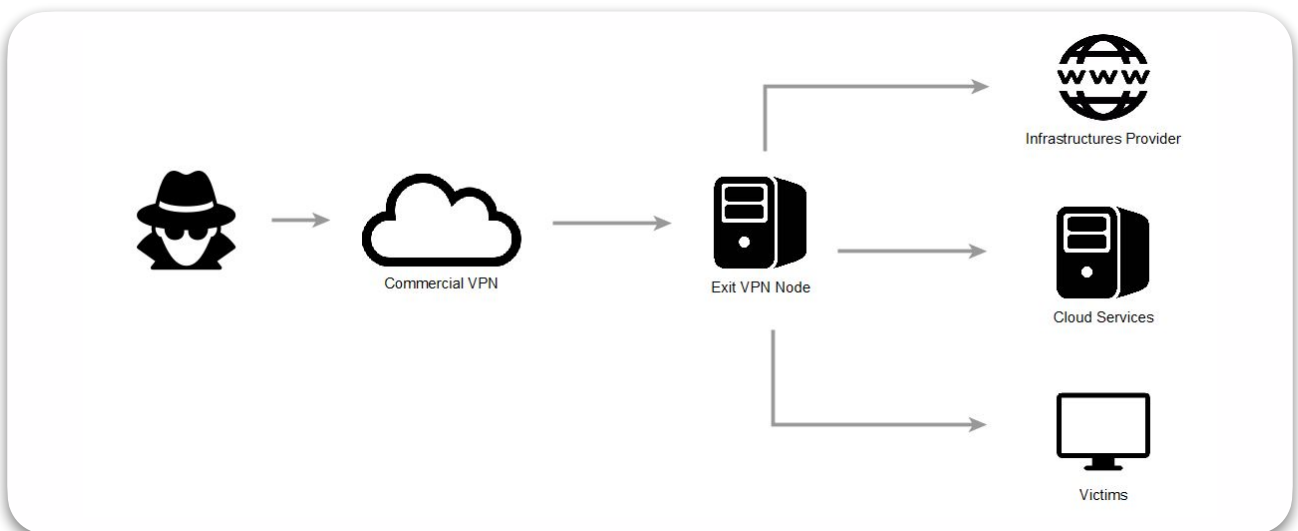 WWW
Infrastructures Provider
Commercial VPN
Exit VPN Node
Cloud Services
Victims